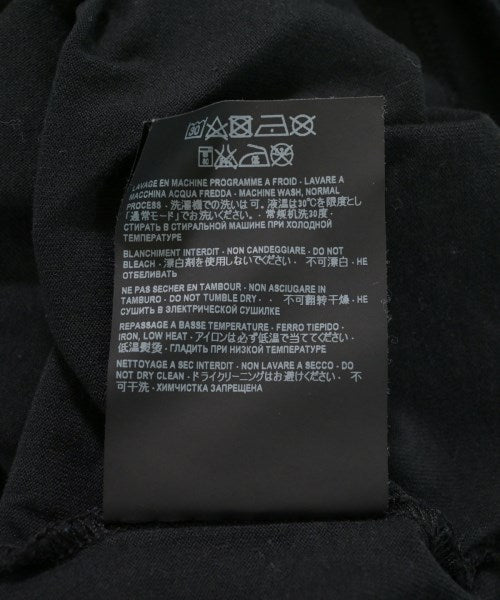 30
LAVAGE EN MACHINE PROGRAMME A FROID - LAVARE A
MACCHINA ACQUA FREDDA - MACHINE WASH, NORMAL
PROCESS - 洗濯機での洗いは可。液温は30℃を限度とし
「通常モード」でお洗いください。- 常规机洗30度 -
СТИРАТЬ В СТИРАЛЬНОЙ МАШИНЕ ПРИ ХОЛОДНОЙ
ТЕМПЕРАТУРЕ
BLANCHIMENT INTERDIT - NON CANDEGGIARE - DO NOT
BLEACH - 漂白剤を使用しないでください。 不可漂白 - НЕ
ОТБЕЛИВАТЬ
NE PAS SECHER EN TAMBOUR - NON ASCIUGARE IN
TAMBURO - DO NOT TUMBLE DRY - - 不可翻转干燥 - НЕ
СУШИТЬ В ЭЛЕКТРИЧЕСКОЙ СУШИЛКЕ
REPASSAGE A BASSE TEMPERATURE - FERRO TIEPIDO -
IRON, LOW HEAT - アイロンは必ず低温で当ててください。-
低温熨烫 - ГЛАДИТЬ ПРИ НИЗКОЙ ТЕМПЕРАТУРЕ
NETTOYAGE A SEC INTERDIT - NON LAVARE A SECCO - DO
NOT DRY CLEAN - ドライクリーニングはお避けください。 不
可干洗 - ХИМЧИСТКА ЗАПРЕЩЕНА